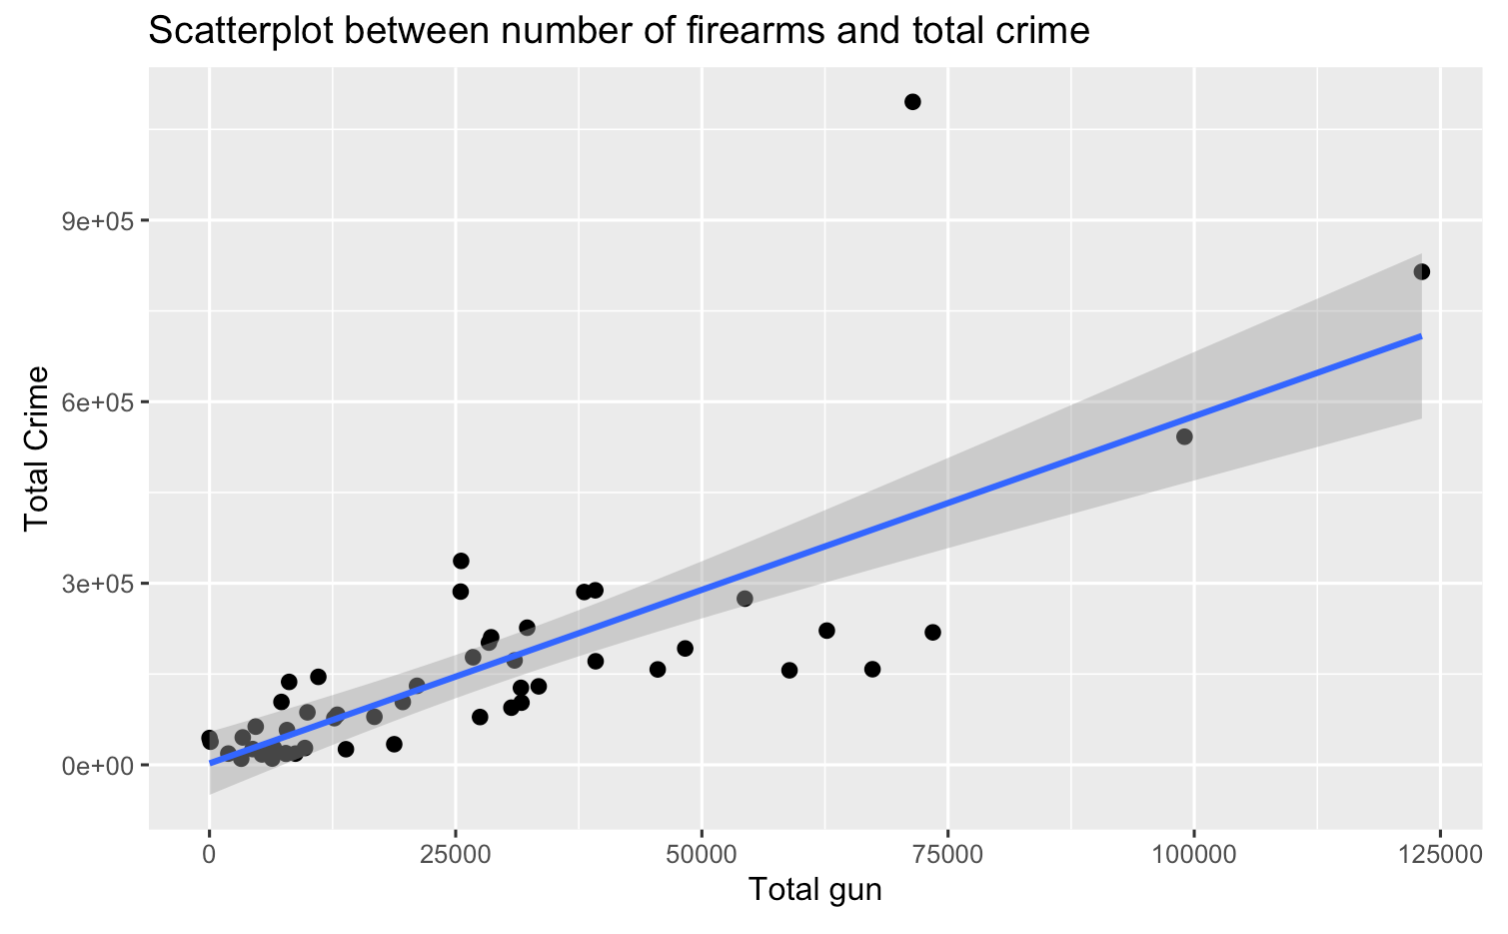 Scatterplot between number of firearms and total crime
Total Crime
9e+05
6e+05
3e+05
0e+00
0 25000 50000 75000 100000 125000
Total gun